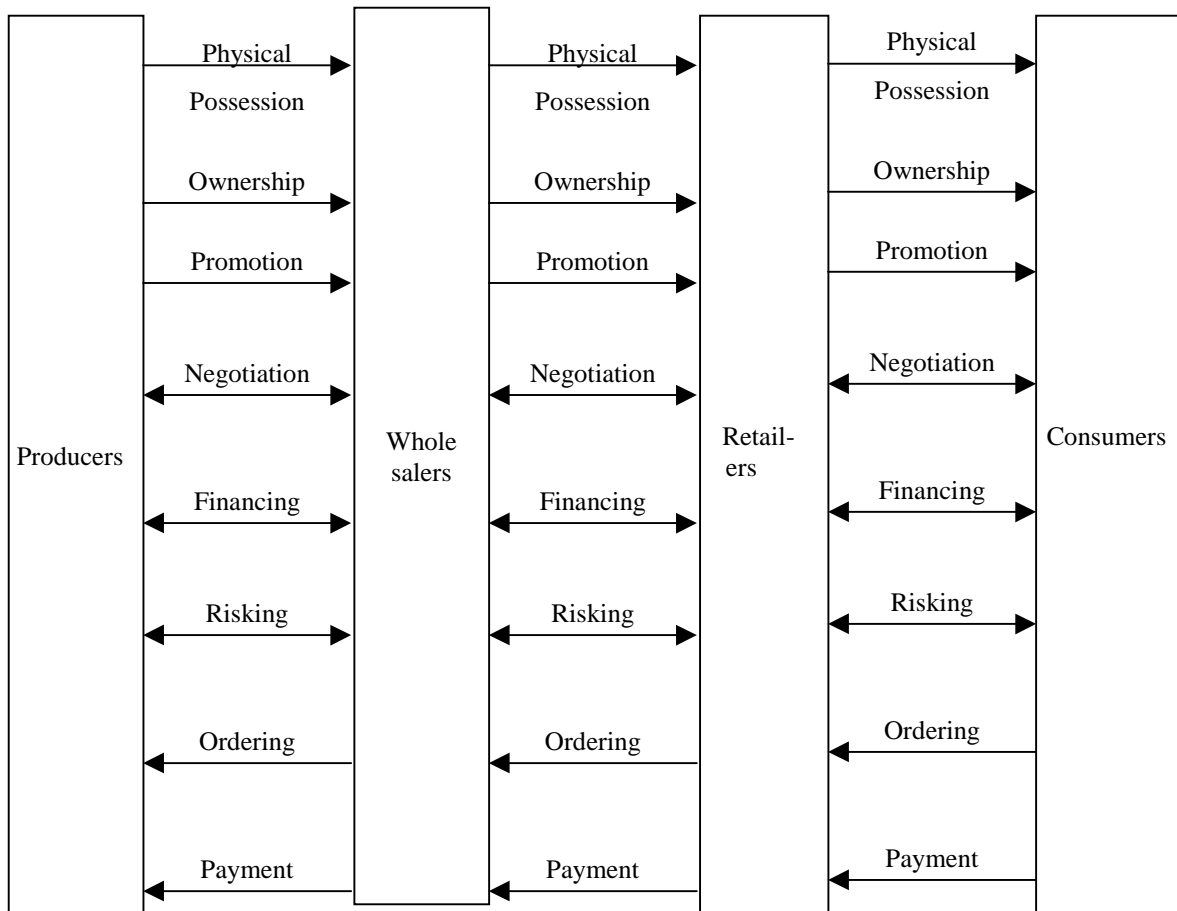 Physical Physical Physical
Possession Possession Possession
Ownership Ownership Ownership
Promotion Promotion Promotion
Negotiation Negotiation Negotiation
Producers
Whole
salers
Retail-
ers
Consumers
Financing Financing Financing
Risking Risking Risking
Ordering Ordering Ordering
Payment Payment Payment